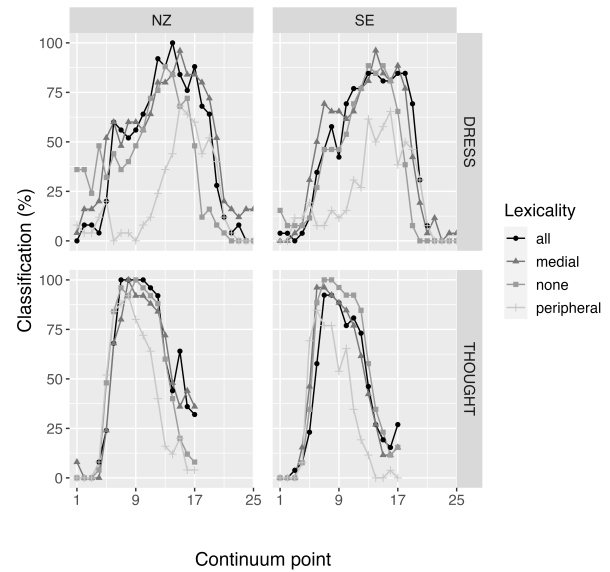 NZ SE
Classification (%)
100
75
50
25
0
DRESS
100
75
50
25
0
THOUGHT
1 9 17 25 1 9 17 25
Continuum point
Lexicality
all
medial
none
peripheral